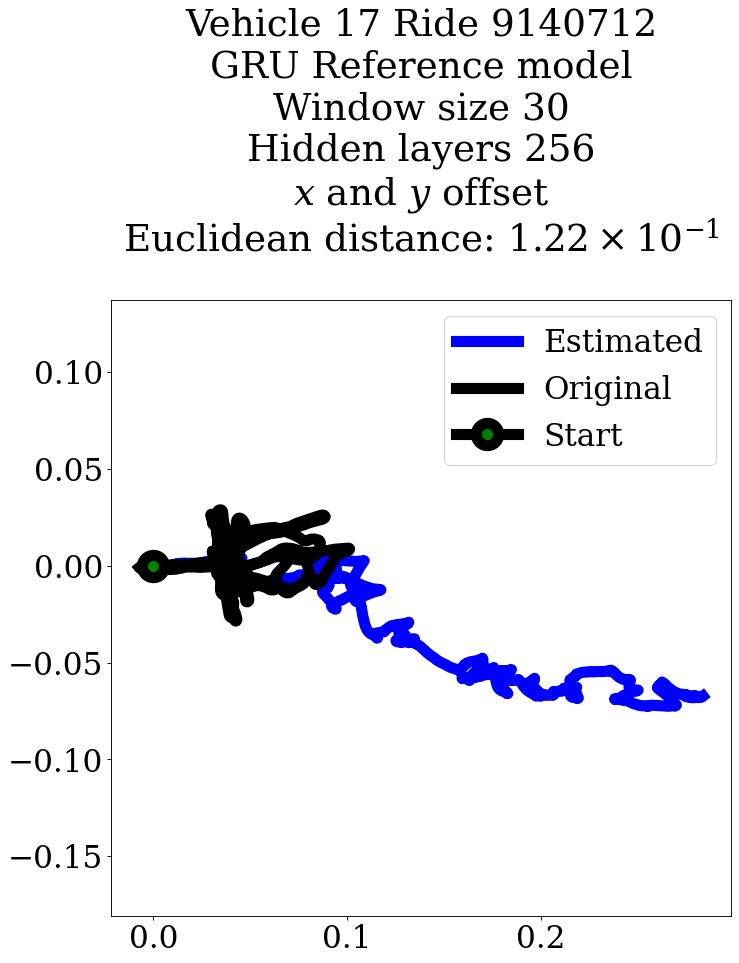 Vehicle 17 Ride 9140712
GRU Reference model
Window size 30
Hidden layers 256
x and y offset
Euclidean distance: 1.22 × 10⁻¹
Estimated
Original
Start
0.10
0.05
0.00
−0.05
−0.10
−0.15
0.0 0.1 0.2